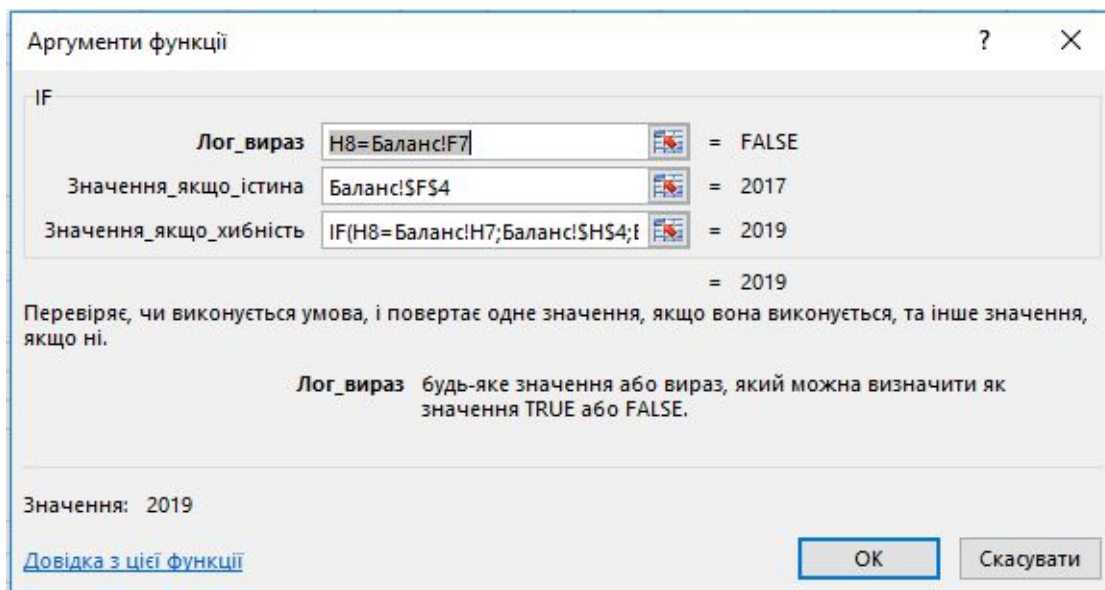 Аргументи функції ? ✕
IF
Лог_вираз H8=Баланс!F7 = FALSE
Значення_якщо_істина Баланс!$F$4 = 2017
Значення_якщо_хибність IF(H8=Баланс!H7;Баланс!$H$4;Б = 2019
= 2019
Перевіряє, чи виконується умова, і повертає одне значення, якщо вона виконується, та інше значення,
якщо ні.
Лог_вираз будь-яке значення або вираз, який можна визначити як
значення TRUE або FALSE.
Значення: 2019
Довідка з цієї функції
OK Скасувати